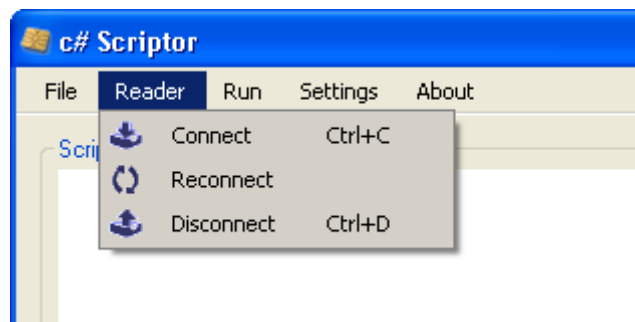 c# Scriptor
File Reader Run Settings About
Connect Ctrl+C
Reconnect
Disconnect Ctrl+D